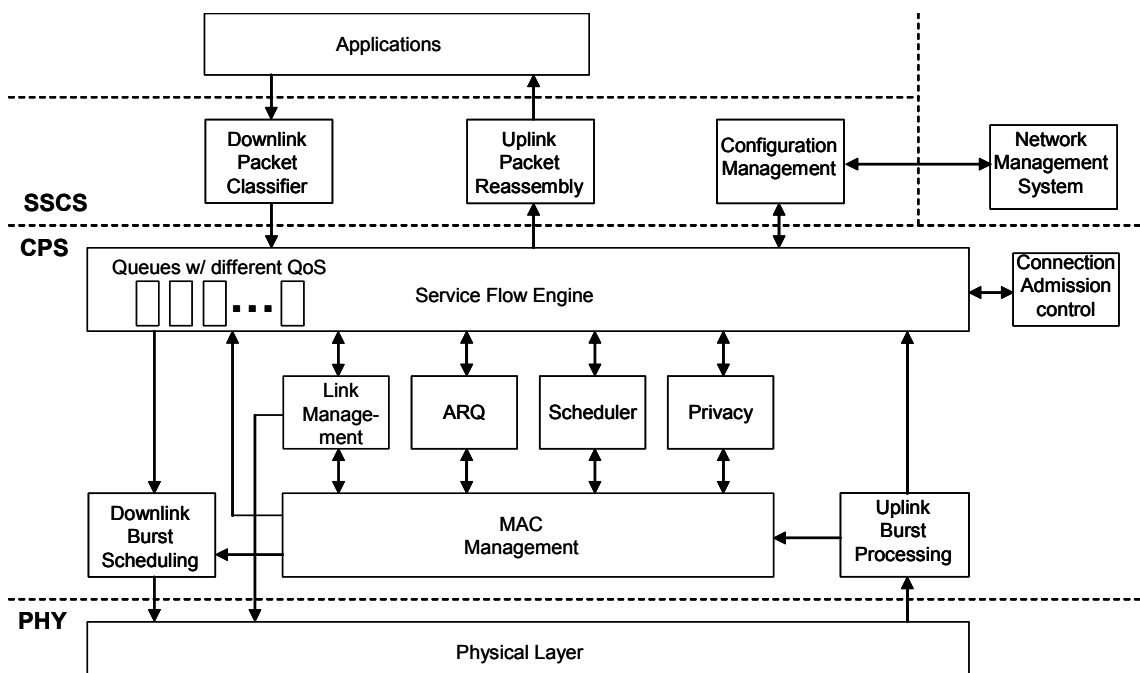 Applications
Downlink
Packet
Classifier
Uplink
Packet
Reassembly
Configuration
Management
Network
Management
System
SSCS
CPS
Queues w/ different QoS
Service Flow Engine
Connection
Admission
control
Link
Manage-
ment
ARQ
Scheduler
Privacy
Downlink
Burst
Scheduling
MAC
Management
Uplink
Burst
Processing
PHY
Physical Layer